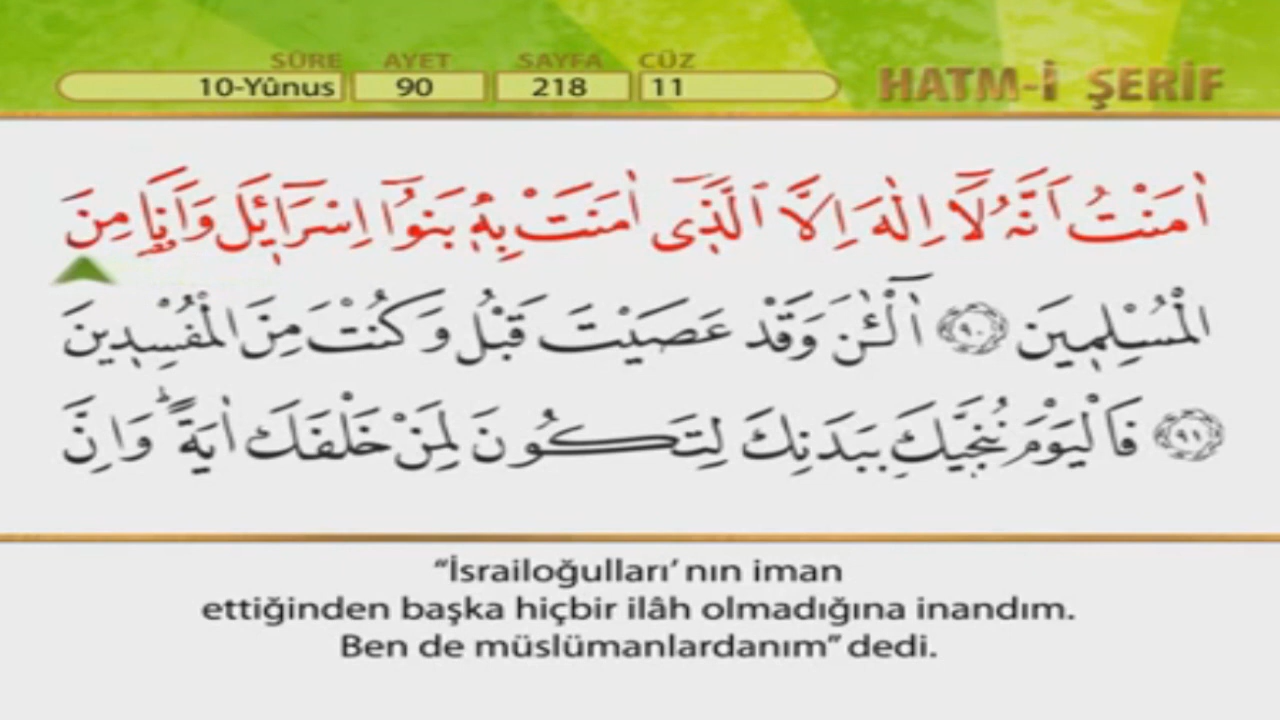 SÛRE AYET SAYFA CÜZ
10-Yûnus 90 218 11
HATM-İ ŞERİF
اٰمَنْتُ اَنَّهُ لَٓا اِلٰهَ اِلَّا الَّذ۪ٓى اٰمَنَتْ بِه۪ بَنُٓوا اِسْرَٓائ۪لَ وَاَنَا۬ مِنَ
الْمُسْلِم۪ينَ ﴿٩٠﴾ آٰلْـٰٔنَ وَقَدْ عَصَيْتَ قَبْلُ وَكُنْتَ مِنَ الْمُفْسِد۪ينَ
﴿٩١﴾ فَالْيَوْمَ نُنَجّ۪يكَ بِبَدَنِكَ لِتَكُونَ لِمَنْ خَلْفَكَ اٰيَةًۜ وَاِنَّ
“İsrailoğulları’ nın iman
ettiğinden başka hiçbir ilâh olmadığına inandım.
Ben de müslümanlardanım” dedi.